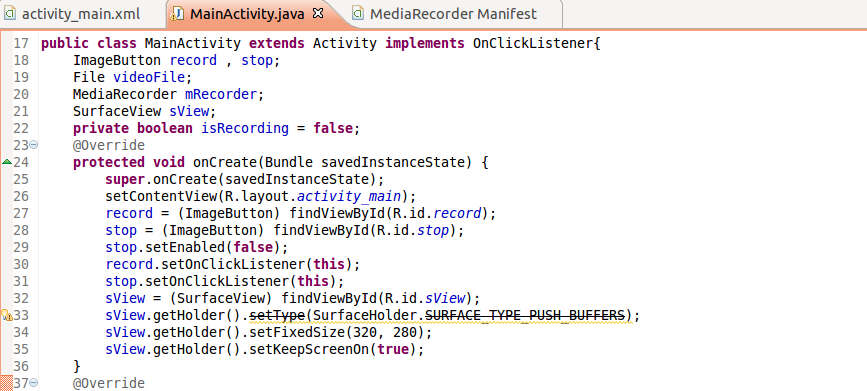 activity_main.xml MainActivity.java MediaRecorder Manifest
17 public class MainActivity extends Activity implements OnClickListener{
18 ImageButton record , stop;
19 File videoFile;
20 MediaRecorder mRecorder;
21 SurfaceView sView;
22 private boolean isRecording = false;
23 @Override
24 protected void onCreate(Bundle savedInstanceState) {
25 super.onCreate(savedInstanceState);
26 setContentView(R.layout.activity_main);
27 record = (ImageButton) findViewById(R.id.record);
28 stop = (ImageButton) findViewById(R.id.stop);
29 stop.setEnabled(false);
30 record.setOnClickListener(this);
31 stop.setOnClickListener(this);
32 sView = (SurfaceView) findViewById(R.id.sView);
33 sView.getHolder().setType(SurfaceHolder.SURFACE_TYPE_PUSH_BUFFERS);
34 sView.getHolder().setFixedSize(320, 280);
35 sView.getHolder().setKeepScreenOn(true);
36 }
37 @Override